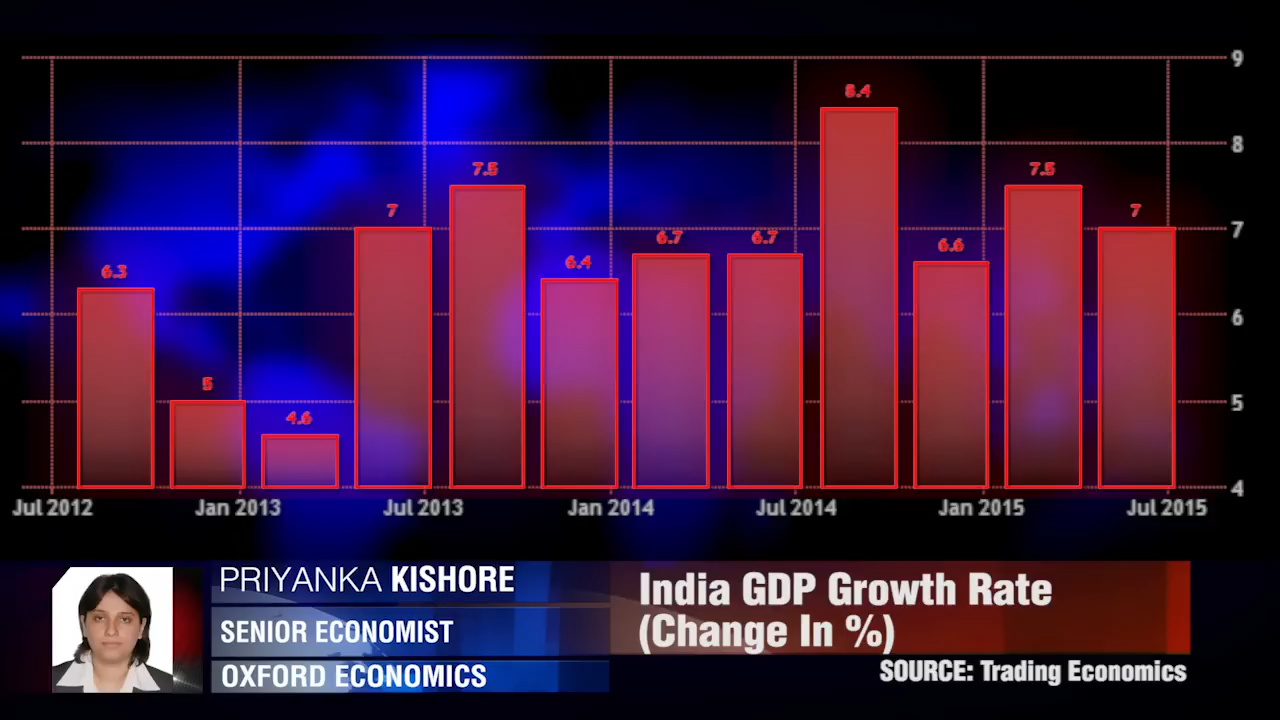 9
8.4
8
7.5
7.5
7
7
7
6.7
6.7
6.6
6.4
6.3
6
5
5
4.6
4
Jul 2012 Jan 2013 Jul 2013 Jan 2014 Jul 2014 Jan 2015 Jul 2015
PRIYANKA KISHORE
SENIOR ECONOMIST
OXFORD ECONOMICS
India GDP Growth Rate
(Change In %)
SOURCE: Trading Economics